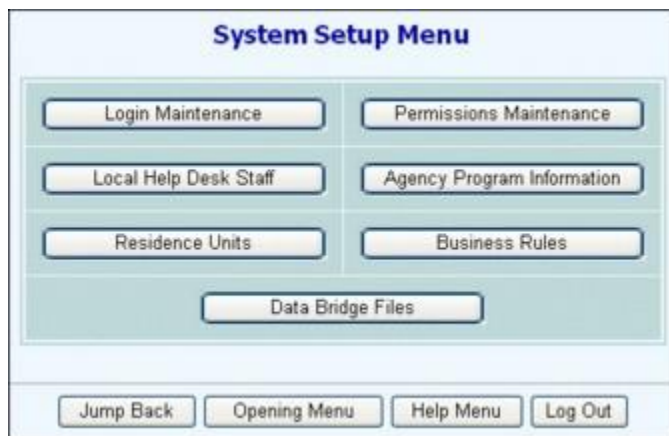 System Setup Menu
Login Maintenance Permissions Maintenance
Local Help Desk Staff Agency Program Information
Residence Units Business Rules
Data Bridge Files
Jump Back Opening Menu Help Menu Log Out